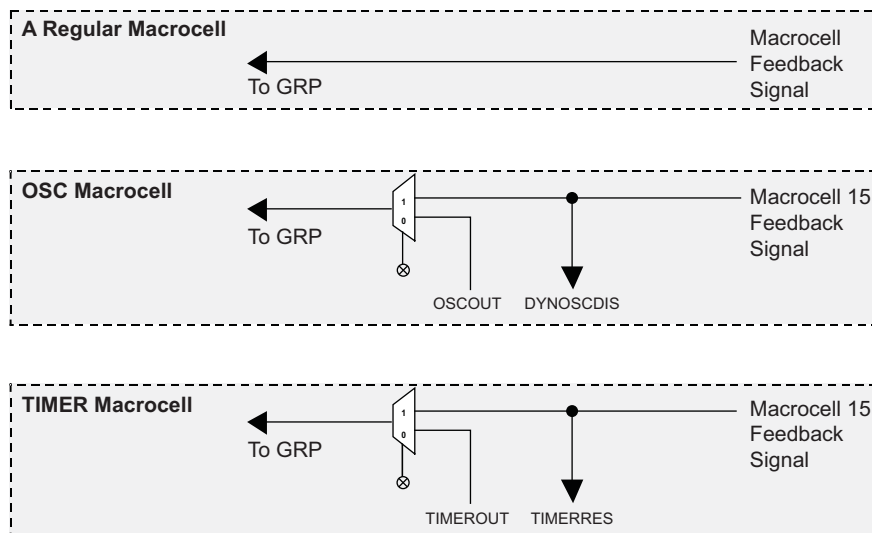 A Regular Macrocell
To GRP
Macrocell
Feedback
Signal
OSC Macrocell
To GRP
1
0
OSCOUT
DYNOSCDIS
Macrocell 15
Feedback
Signal
TIMER Macrocell
To GRP
1
0
TIMEROUT
TIMERRES
Macrocell 15
Feedback
Signal